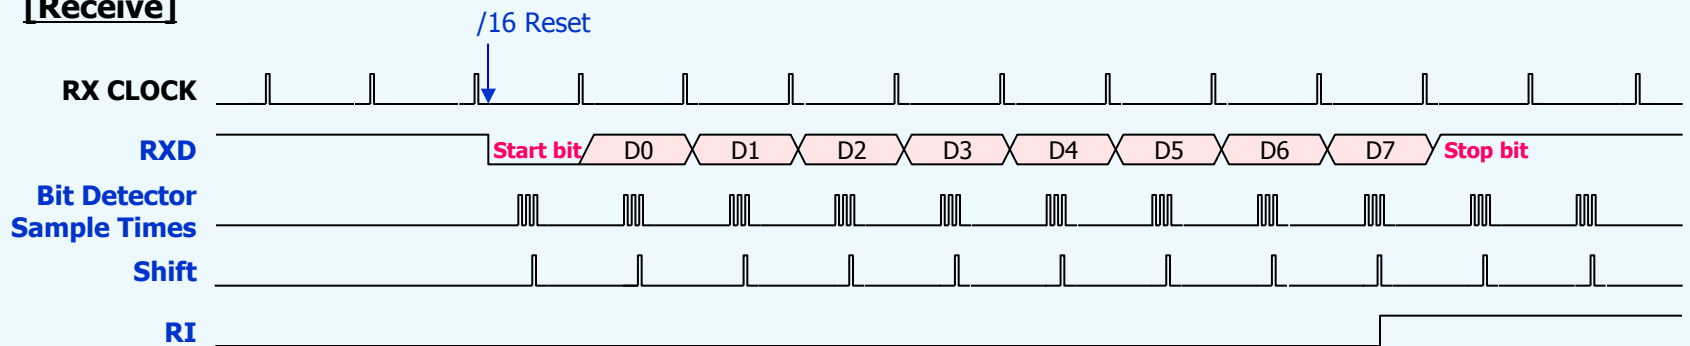 [Receive]
/16 Reset
RX CLOCK
RXD Start bit D0 D1 D2 D3 D4 D5 D6 D7 Stop bit
Bit Detector
Sample Times
Shift
RI